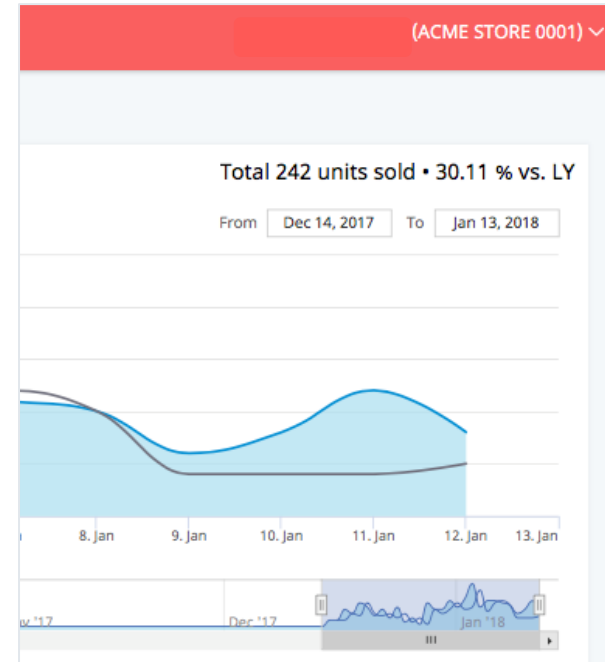 (ACME STORE 0001)
Total 242 units sold • 30.11 % vs. LY
From Dec 14, 2017 To Jan 13, 2018
8. Jan 9. Jan 10. Jan 11. Jan 12. Jan 13. Jan
'17 Dec '17 Jan '18